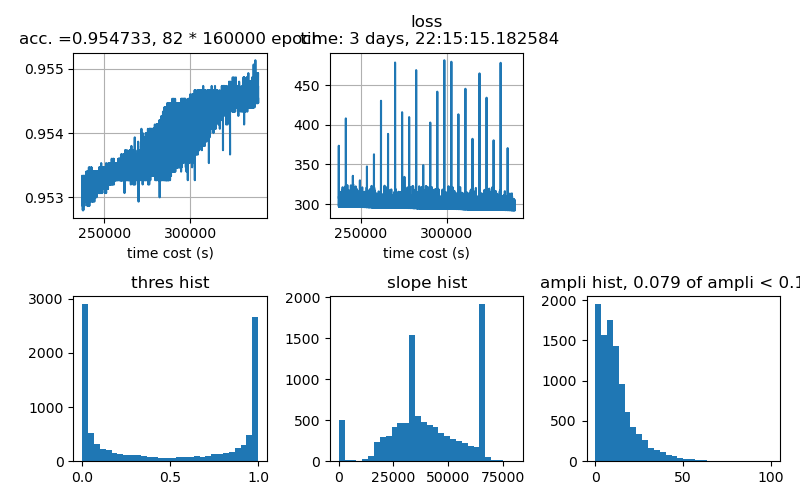 acc. =0.954733, 82 * 160000 epoch
loss
time: 3 days, 22:15:15.182584
0.955
0.954
0.953
250000 300000
time cost (s)
450
400
350
300
250000 300000
time cost (s)
thres hist
3000
2000
1000
0
0.0 0.5 1.0
slope hist
2000
1500
1000
500
0
0 25000 50000 75000
ampli hist, 0.079 of ampli < 0.1
2000
1500
1000
500
0
0 50 100